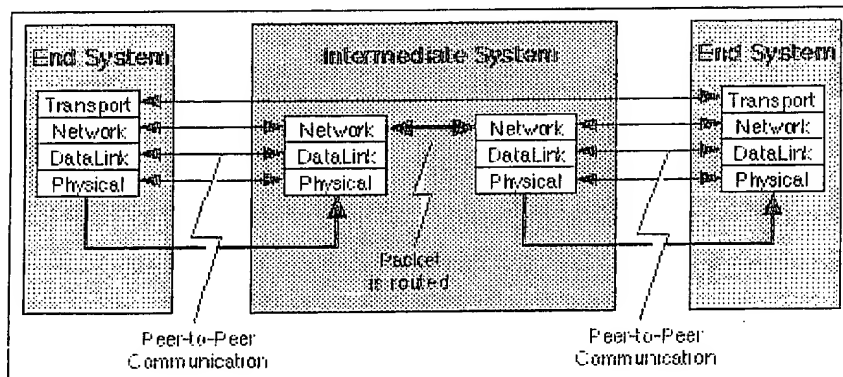 End System
Intermediate System
End System
Transport
Network
DataLink
Physical
Network
DataLink
Physical
Network
DataLink
Physical
Transport
Network
DataLink
Physical
Packet
is routed
Peer-to-Peer
Communication
Peer-to-Peer
Communication